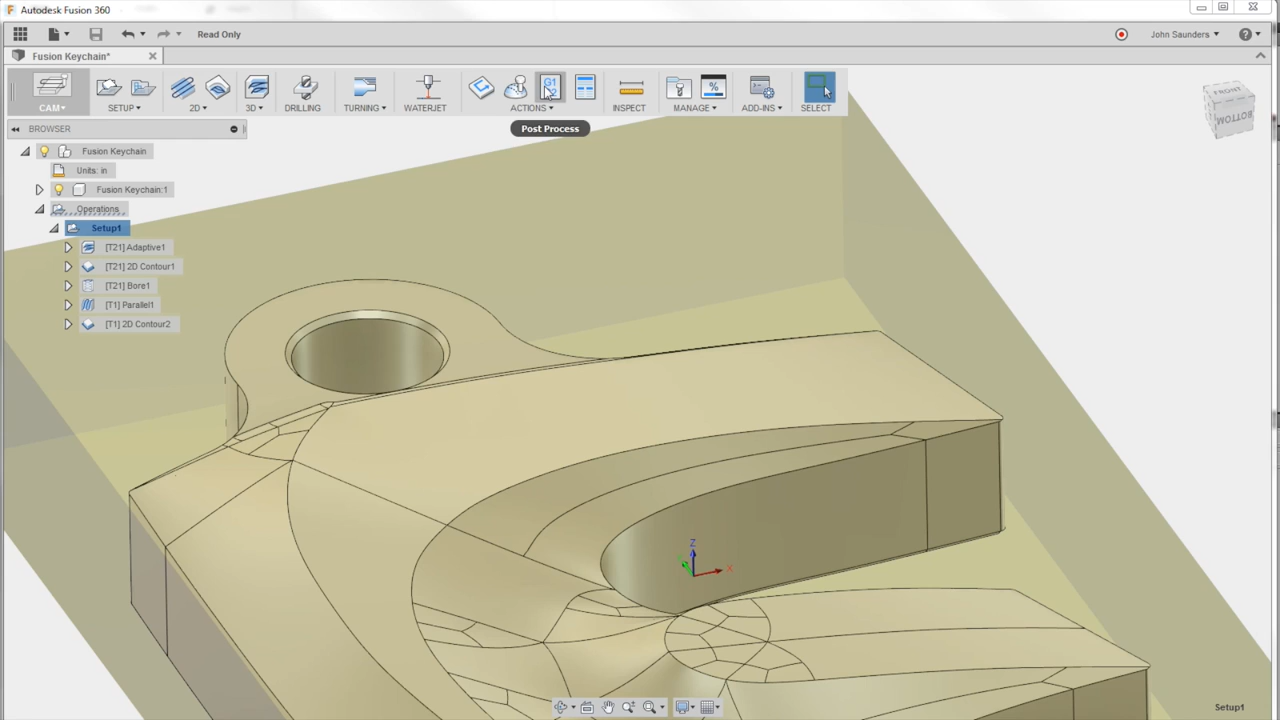 Autodesk Fusion 360
Read Only
John Saunders
Fusion Keychain*
CAM
SETUP
2D
3D
DRILLING
TURNING
WATERJET
G1
ACTIONS
INSPECT
MANAGE
ADD-INS
SELECT
Post Process
BROWSER
Fusion Keychain
Units: in
Fusion Keychain:1
Operations
Setup1
[T21] Adaptive1
[T21] 2D Contour1
[T21] Bore1
[T1] Parallel1
[T1] 2D Contour2
FRONT
BOTTOM
Z
X
Setup1